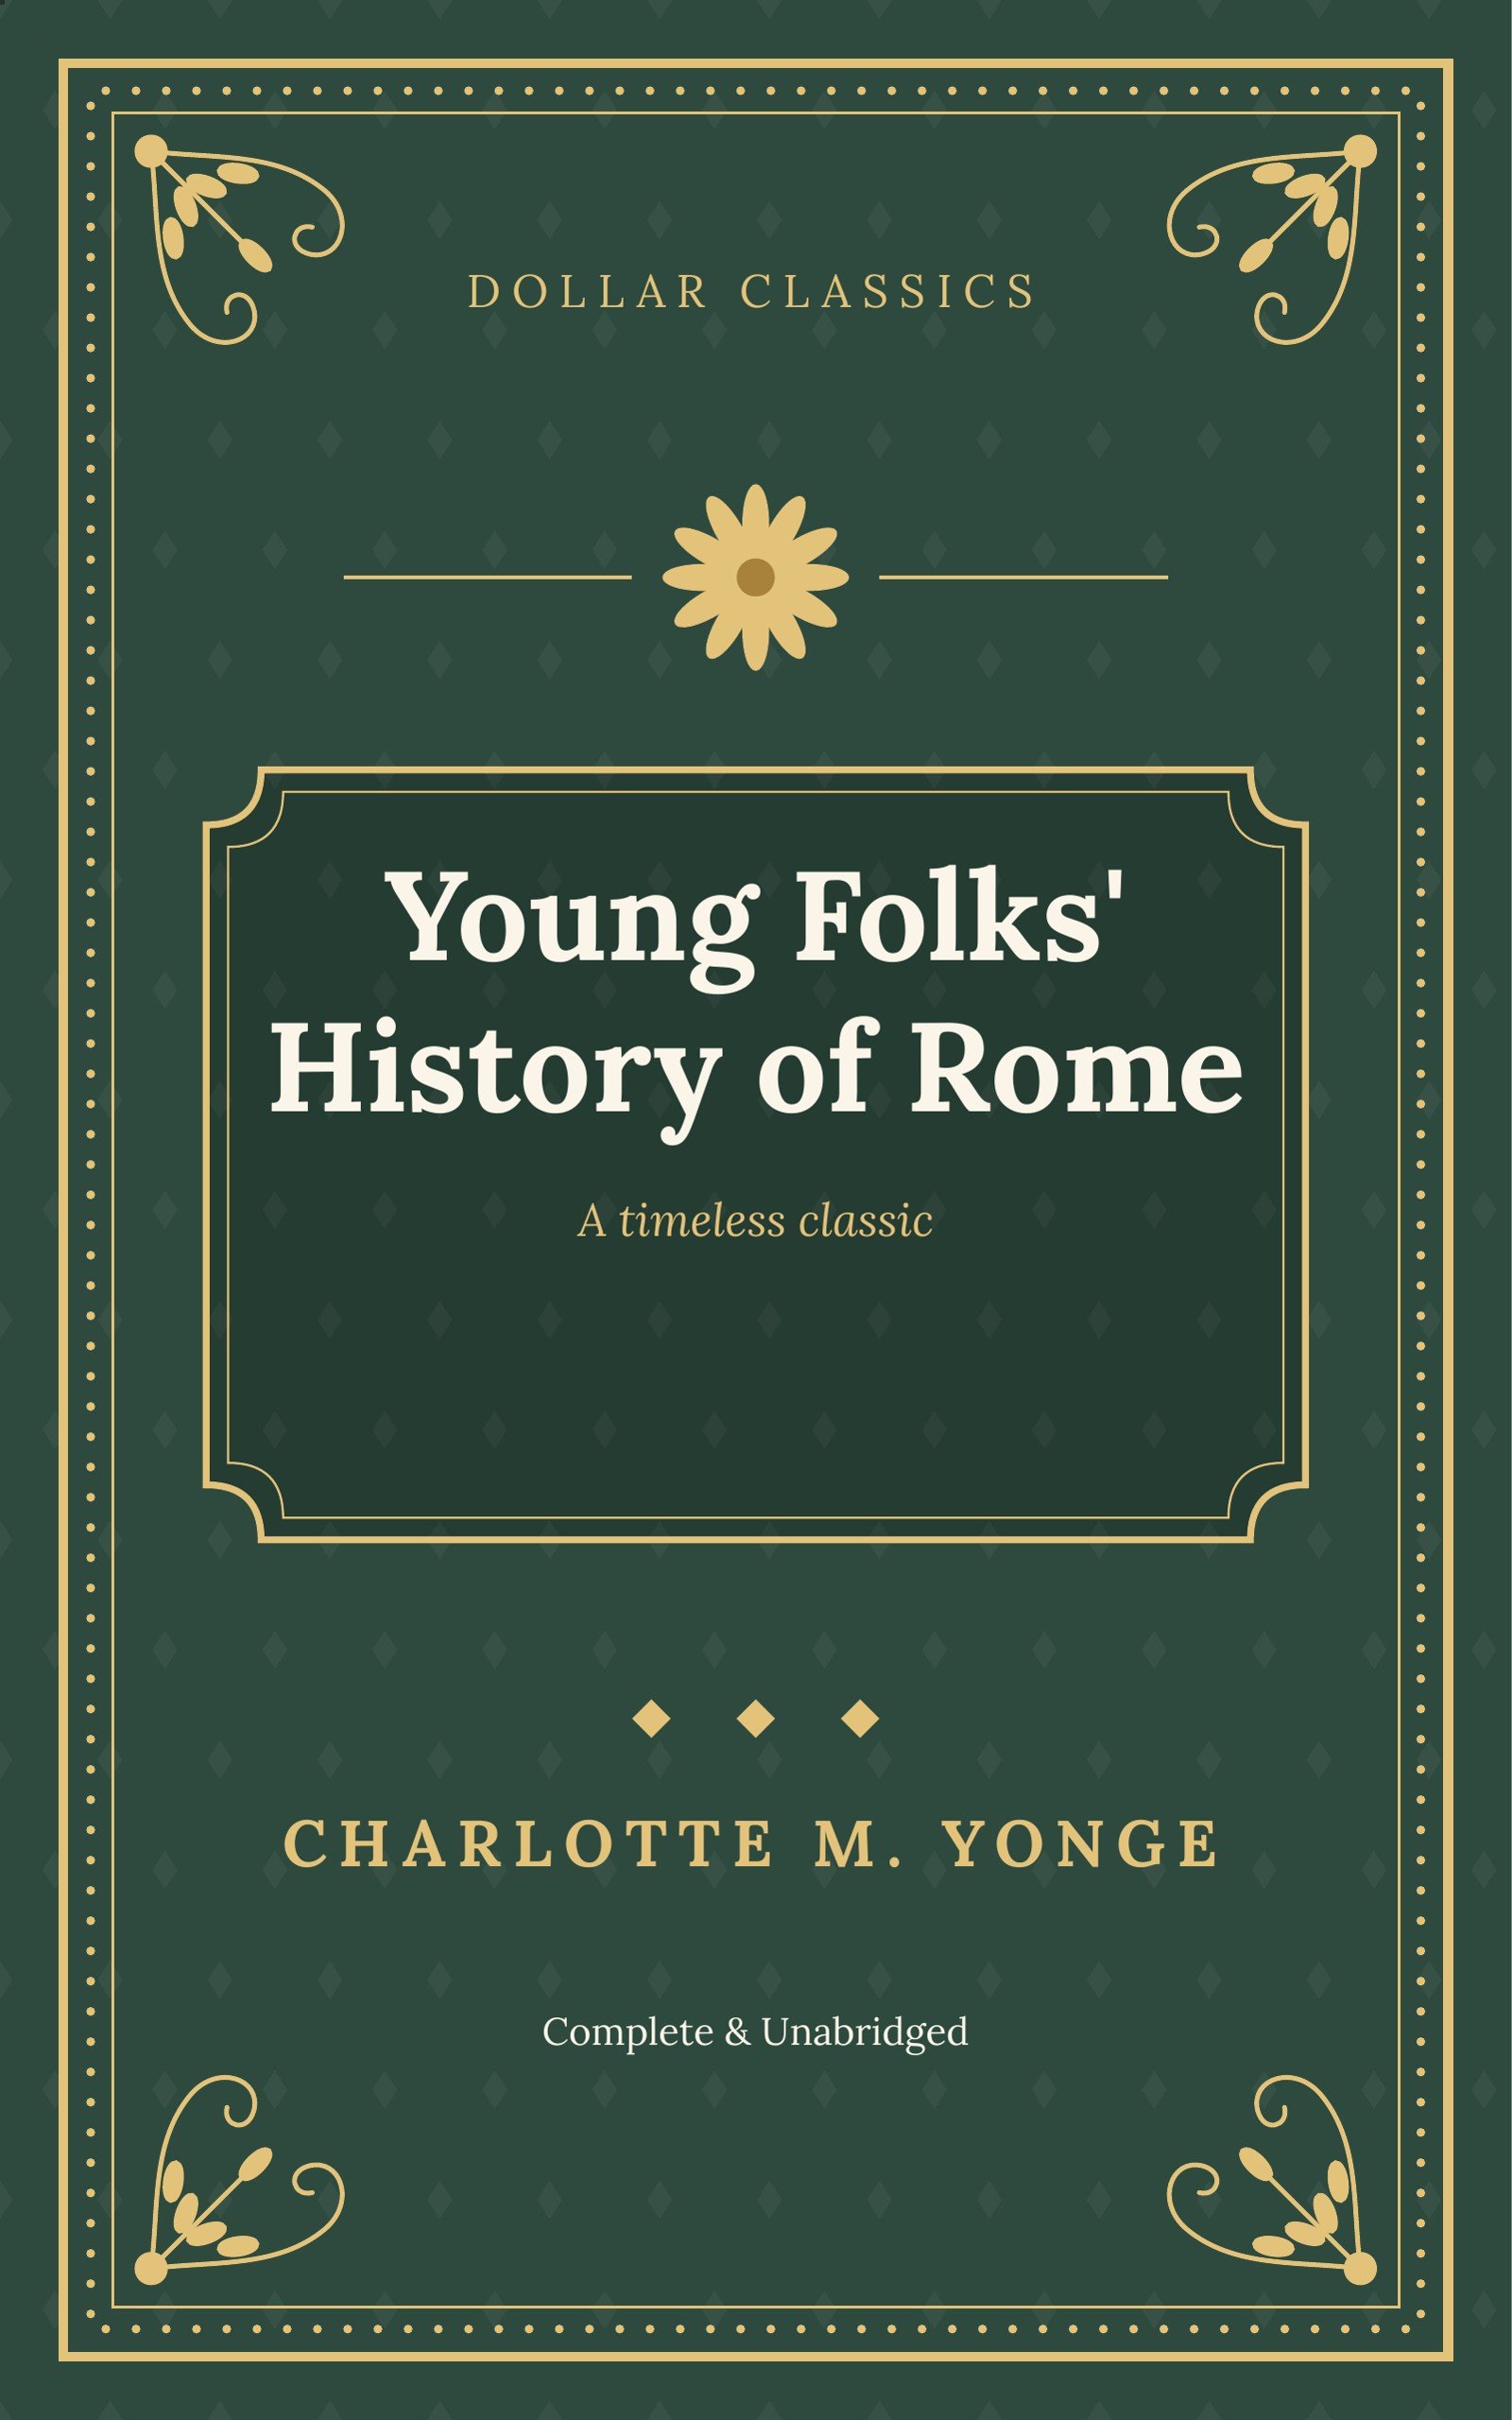 DOLLAR CLASSICS
Young Folks'
History of Rome
A timeless classic
CHARLOTTE M. YONGE
Complete & Unabridged